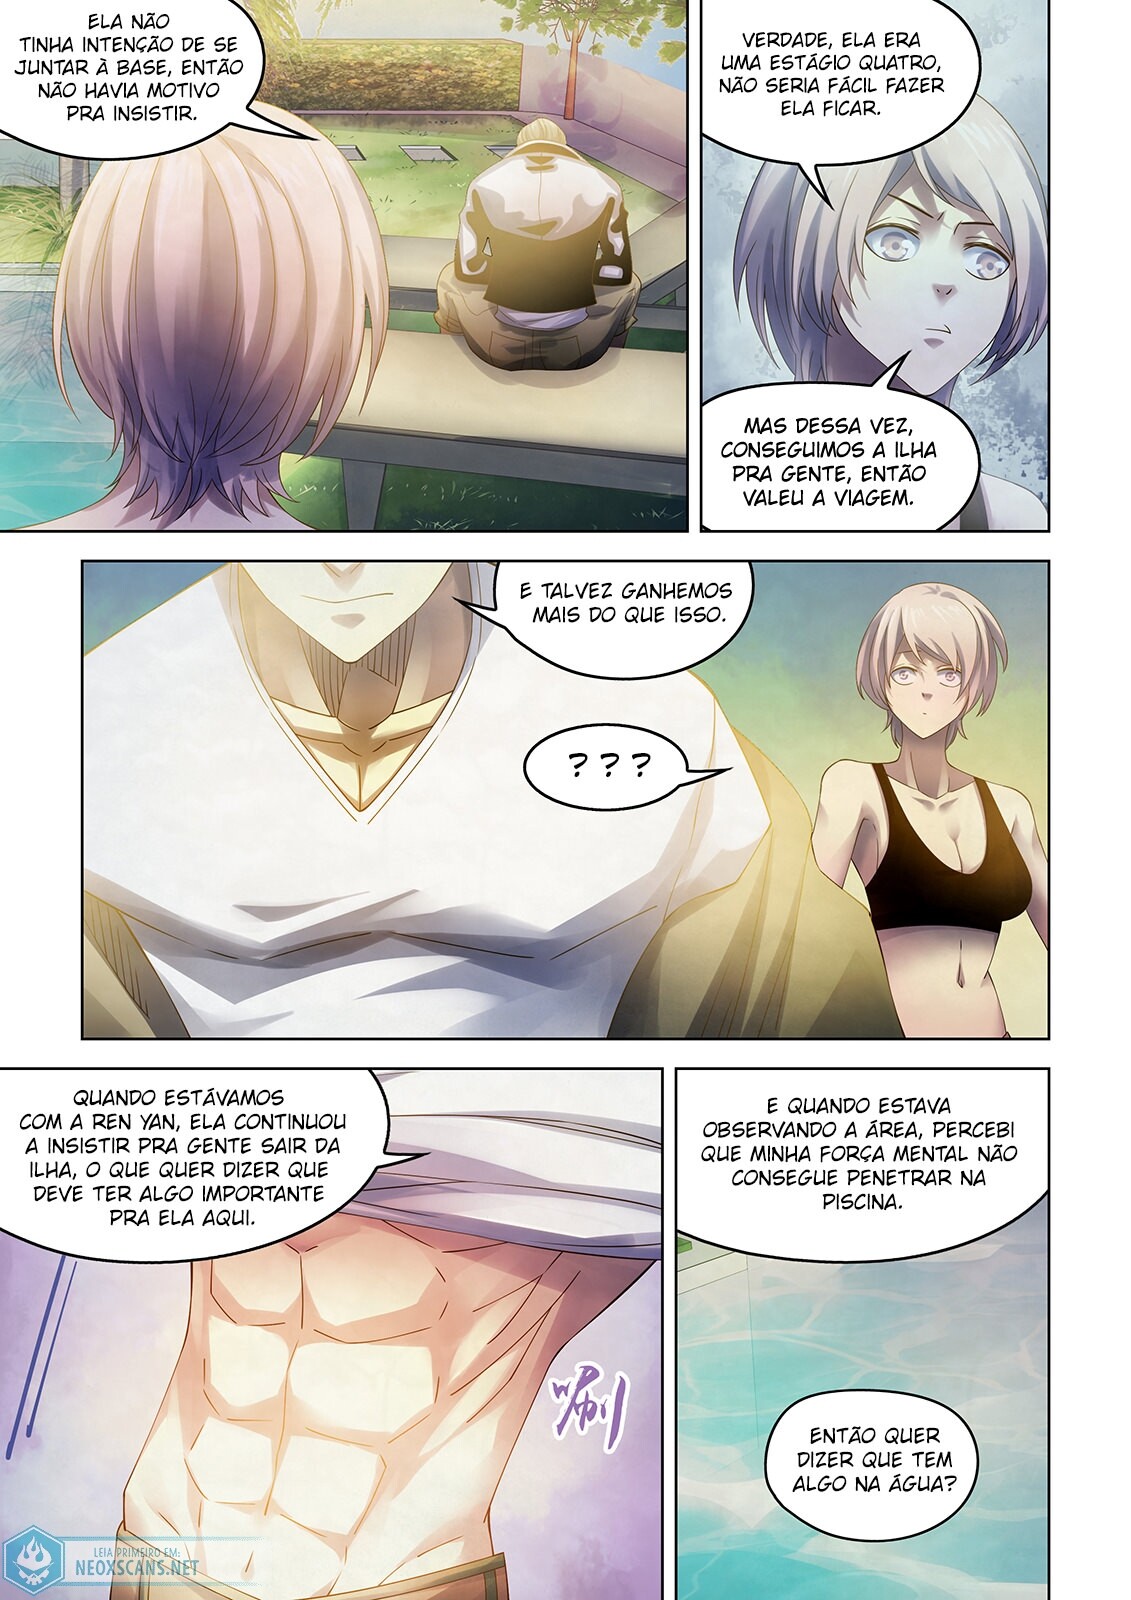 ELA NÃO
TINHA INTENÇÃO DE SE
JUNTAR À BASE, ENTÃO
NÃO HAVIA MOTIVO
PRA INSISTIR.
VERDADE, ELA ERA
UMA ESTÁGIO QUATRO,
NÃO SERIA FÁCIL FAZER
ELA FICAR.
MAS DESSA VEZ,
CONSEGUIMOS A ILHA
PRA GENTE, ENTÃO
VALEU A VIAGEM.
E TALVEZ GANHEMOS
MAIS DO QUE ISSO.
???
QUANDO ESTÁVAMOS
COM A REN YAN, ELA CONTINUOU
A INSISTIR PRA GENTE SAIR DA
ILHA, O QUE QUER DIZER QUE
DEVE TER ALGO IMPORTANTE
PRA ELA AQUI.
唰
E QUANDO ESTAVA
OBSERVANDO A ÁREA, PERCEBI
QUE MINHA FORÇA MENTAL NÃO
CONSEGUE PENETRAR NA
PISCINA.
ENTÃO QUER
DIZER QUE TEM
ALGO NA ÁGUA?
LEIA PRIMEIRO EM:
NEOXSCANS.NET